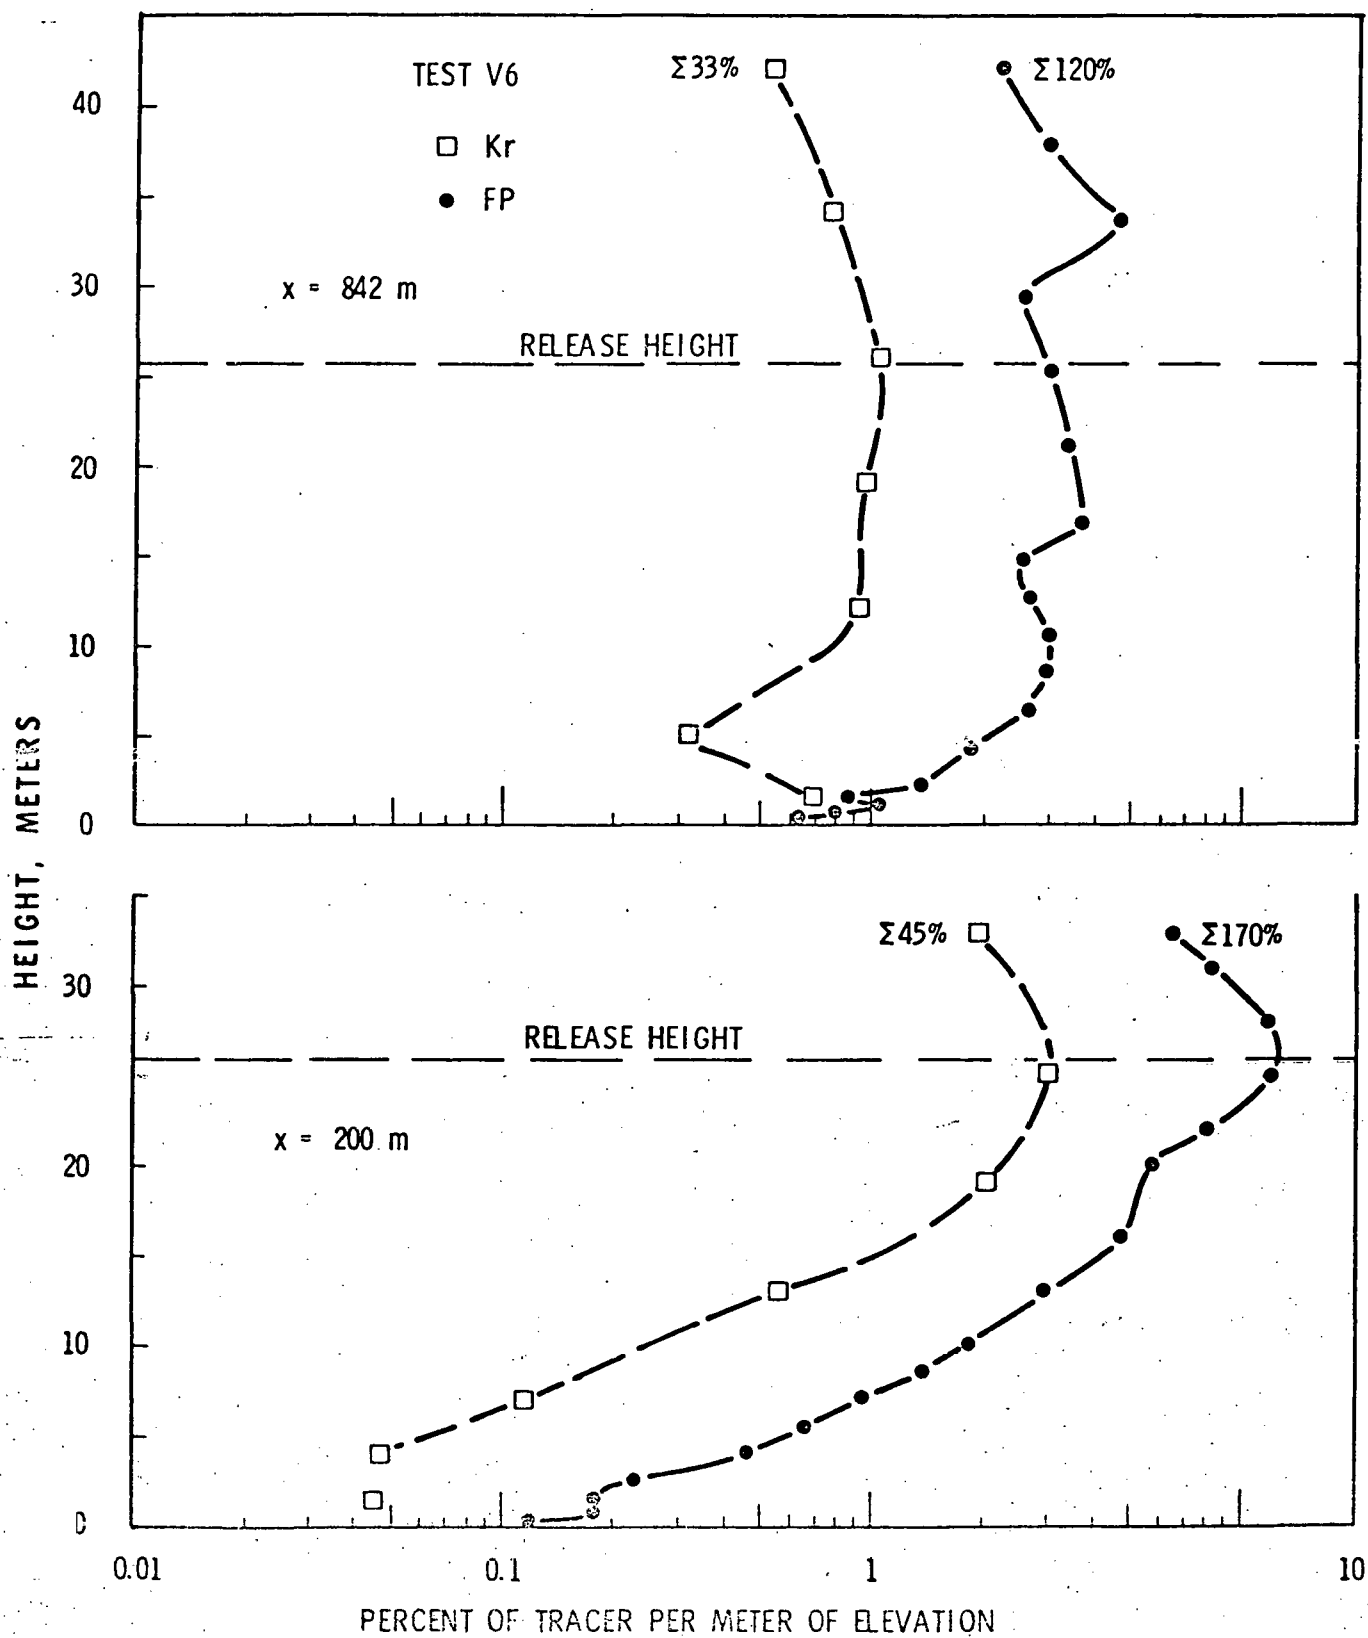 TEST V6
□ Kr
● FP
Σ33%
Σ120%
x = 842 m
RELEASE HEIGHT
40
30
20
10
0
HEIGHT, METERS
Σ45%
Σ170%
RELEASE HEIGHT
x = 200 m
30
20
10
0
0.01 0.1 1 10
PERCENT OF TRACER PER METER OF ELEVATION